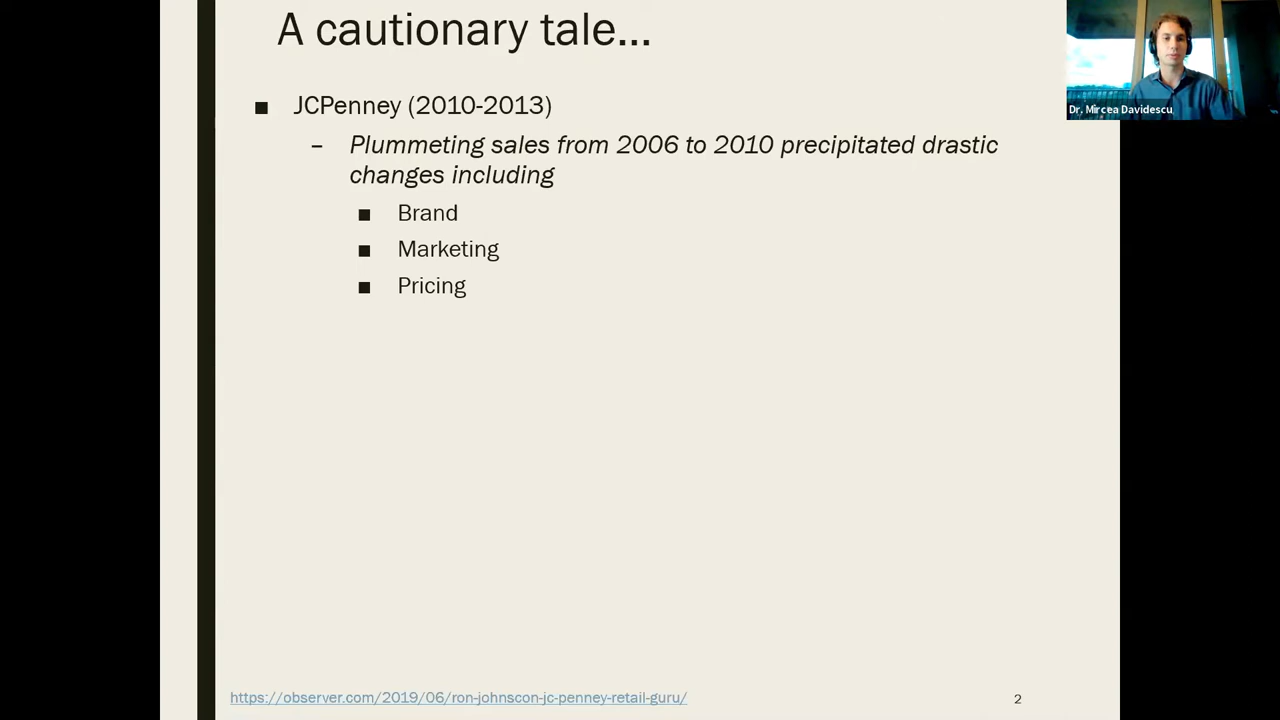 A cautionary tale...
Dr. Mircea Davidescu
■ JCPenney (2010-2013)
– Plummeting sales from 2006 to 2010 precipitated drastic
changes including
■ Brand
■ Marketing
■ Pricing
https://observer.com/2019/06/ron-johnscon-jc-penney-retail-guru/
2